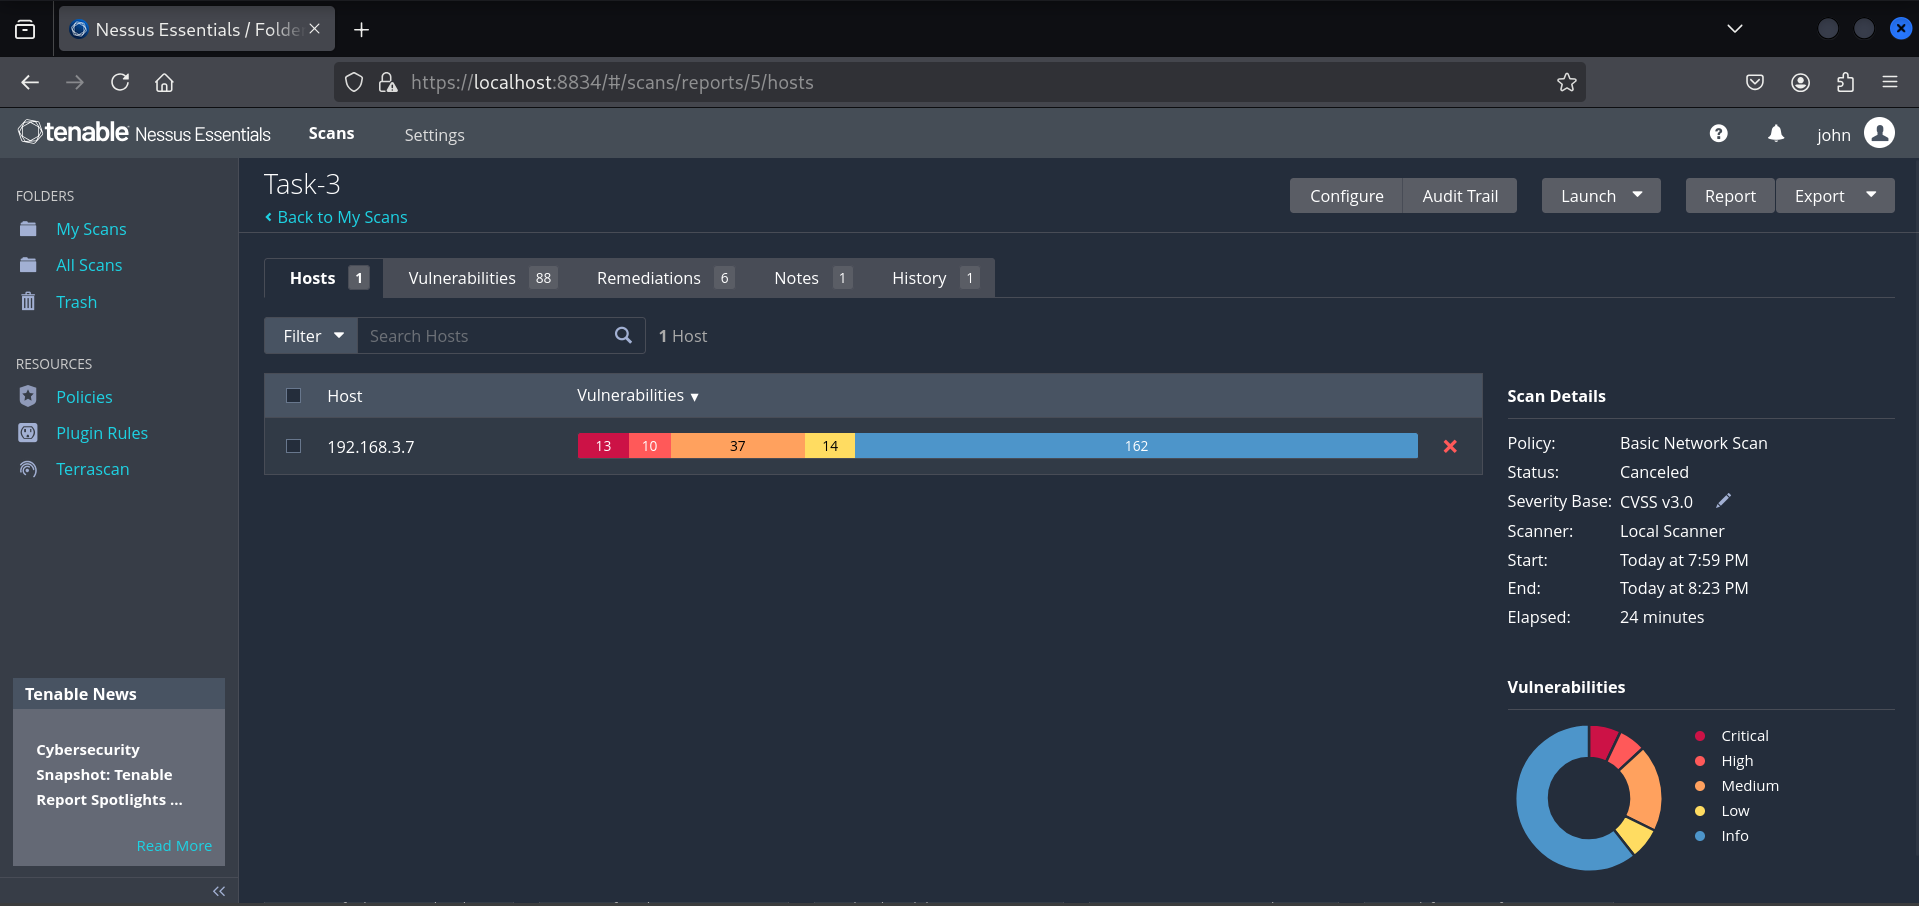 Nessus Essentials / Folde
https://localhost:8834/#/scans/reports/5/hosts
tenable Nessus Essentials
Scans
Settings
?
john
FOLDERS
My Scans
All Scans
Trash
RESOURCES
Policies
Plugin Rules
Terrascan
Tenable News
Cybersecurity
Snapshot: Tenable
Report Spotlights ...
Read More
Task-3
Back to My Scans
Configure
Audit Trail
Launch
Report
Export
Hosts 1
Vulnerabilities 88
Remediations 6
Notes 1
History 1
Filter
Search Hosts
1 Host
Host
Vulnerabilities
192.168.3.7
13
10
37
14
162
Scan Details
Policy: Basic Network Scan
Status: Canceled
Severity Base: CVSS v3.0
Scanner: Local Scanner
Start: Today at 7:59 PM
End: Today at 8:23 PM
Elapsed: 24 minutes
Vulnerabilities
Critical
High
Medium
Low
Info